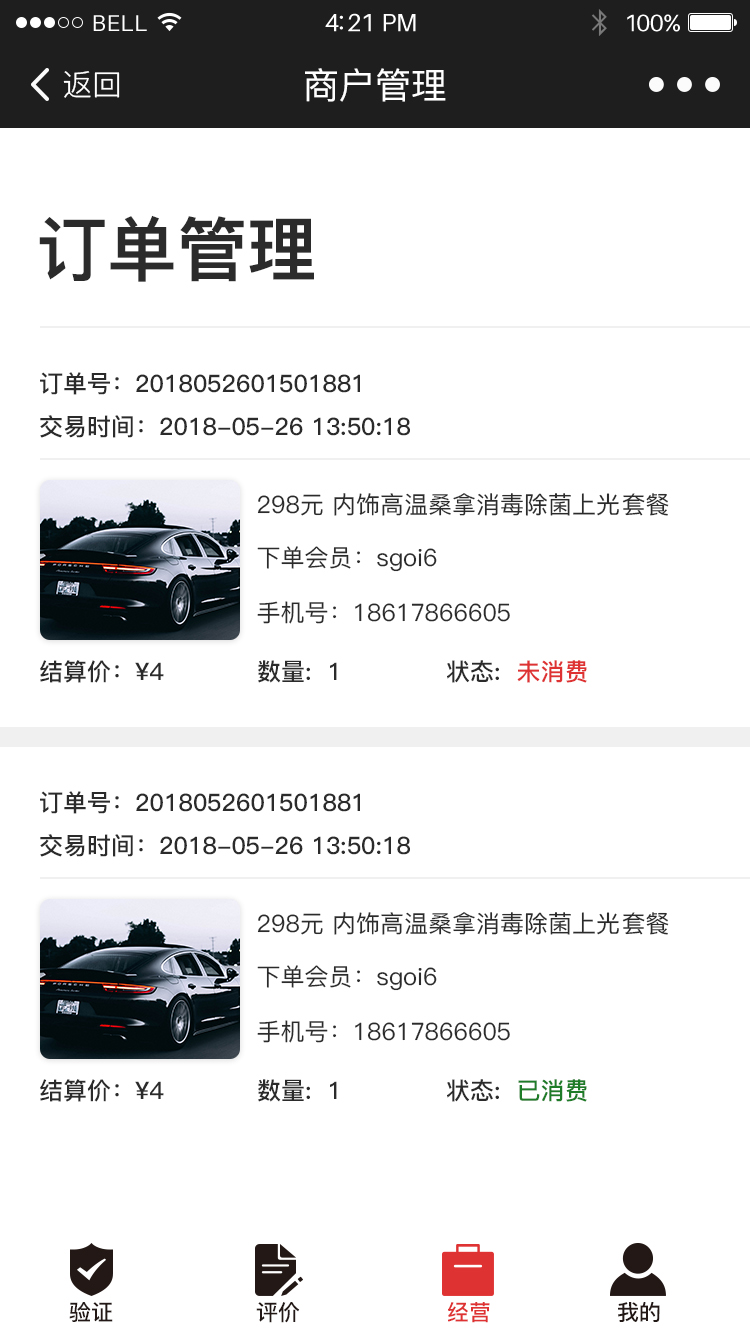 BELL 4:21 PM 100%
返回 商户管理
订单管理
订单号：2018052601501881
交易时间：2018-05-26 13:50:18
298元 内饰高温桑拿消毒除菌上光套餐
下单会员：sgoi6
手机号：18617866605
PORSCHE
结算价：¥4 数量：1 状态：未消费
订单号：2018052601501881
交易时间：2018-05-26 13:50:18
298元 内饰高温桑拿消毒除菌上光套餐
下单会员：sgoi6
手机号：18617866605
PORSCHE
结算价：¥4 数量：1 状态：已消费
验证 评价 经营 我的